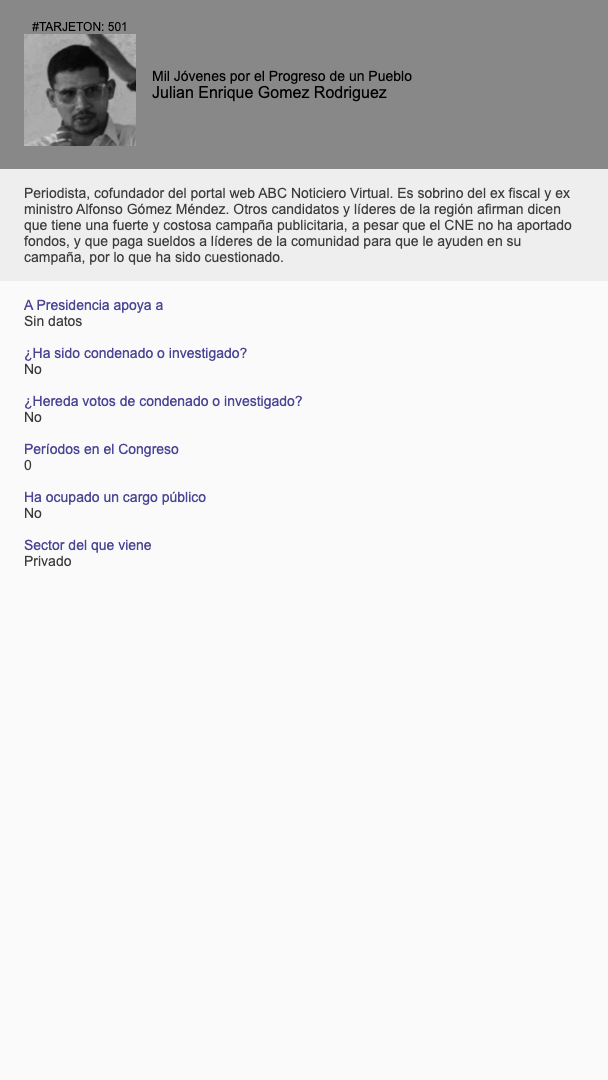 #TARJETON: 501
Mil Jóvenes por el Progreso de un Pueblo
Julian Enrique Gomez Rodriguez
Periodista, cofundador del portal web ABC Noticiero Virtual. Es sobrino del ex fiscal y ex
ministro Alfonso Gómez Méndez. Otros candidatos y líderes de la región afirman dicen
que tiene una fuerte y costosa campaña publicitaria, a pesar que el CNE no ha aportado
fondos, y que paga sueldos a líderes de la comunidad para que le ayuden en su
campaña, por lo que ha sido cuestionado.
A Presidencia apoya a
Sin datos
¿Ha sido condenado o investigado?
No
¿Hereda votos de condenado o investigado?
No
Períodos en el Congreso
0
Ha ocupado un cargo público
No
Sector del que viene
Privado